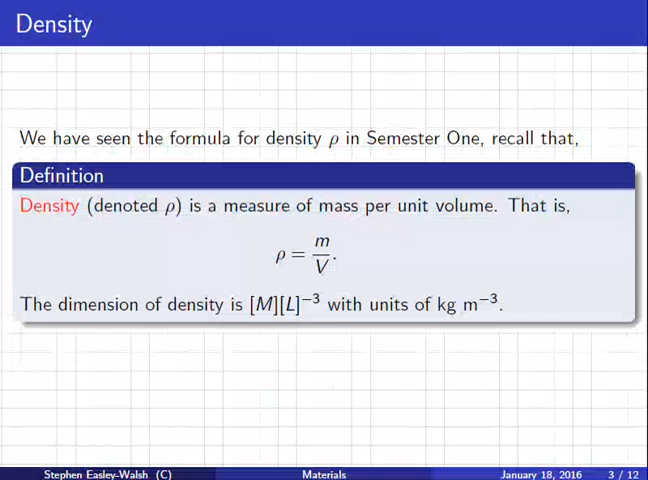 Density
We have seen the formula for density ρ in Semester One, recall that,
Definition
Density (denoted ρ) is a measure of mass per unit volume. That is,
ρ = m/V.
The dimension of density is [M][L]⁻³ with units of kg m⁻³.
Stephen Easley-Walsh (C) Materials January 18, 2016 3 / 12